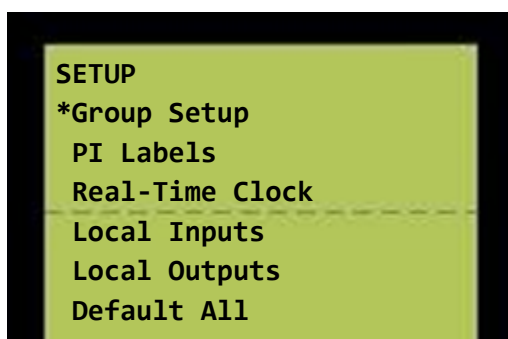 SETUP
*Group Setup
PI Labels
Real-Time Clock
Local Inputs
Local Outputs
Default All